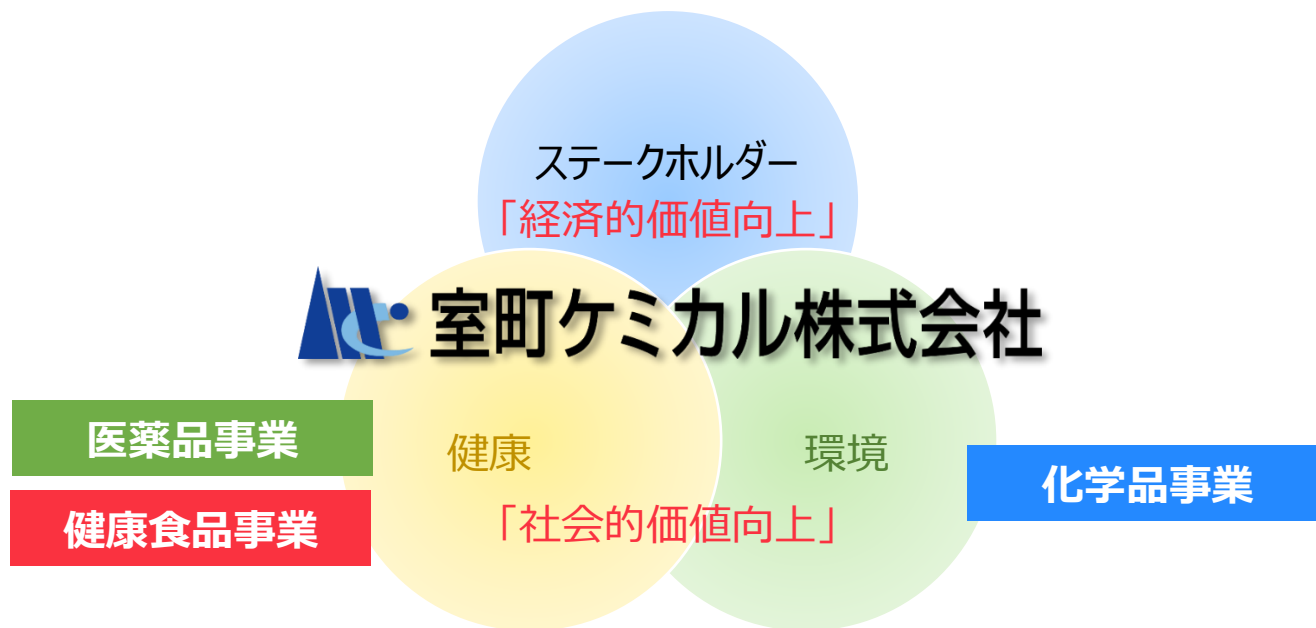 ステークホルダー
「経済的価値向上」
室町ケミカル株式会社
医薬品事業
健康
環境
化学品事業
健康食品事業
「社会的価値向上」